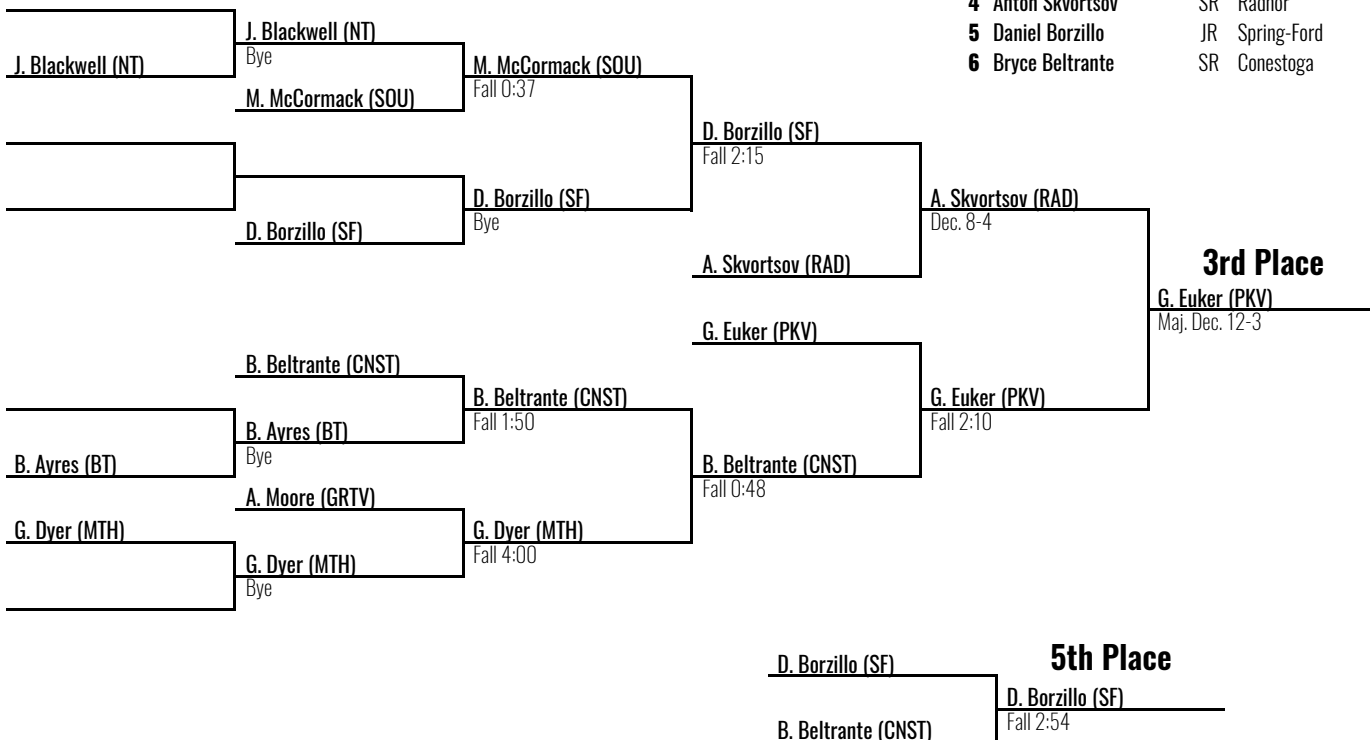 4 Anton Skvortsov SR Radnor
5 Daniel Borzillo JR Spring-Ford
6 Bryce Beltrante SR Conestoga
J. Blackwell (NT)
Bye
J. Blackwell (NT)
M. McCormack (SOU)
Fall 0:37
M. McCormack (SOU)
D. Borzillo (SF)
Fall 2:15
D. Borzillo (SF)
Bye
A. Skvortsov (RAD)
Dec. 8-4
D. Borzillo (SF)
A. Skvortsov (RAD)
3rd Place
G. Euker (PKV)
Maj. Dec. 12-3
G. Euker (PKV)
B. Beltrante (CNST)
B. Beltrante (CNST)
Fall 1:50
G. Euker (PKV)
Fall 2:10
B. Ayres (BT)
Bye
B. Ayres (BT)
B. Beltrante (CNST)
Fall 0:48
A. Moore (GRTV)
G. Dyer (MTH)
G. Dyer (MTH)
Fall 4:00
G. Dyer (MTH)
Bye
D. Borzillo (SF)
5th Place
D. Borzillo (SF)
Fall 2:54
B. Beltrante (CNST)